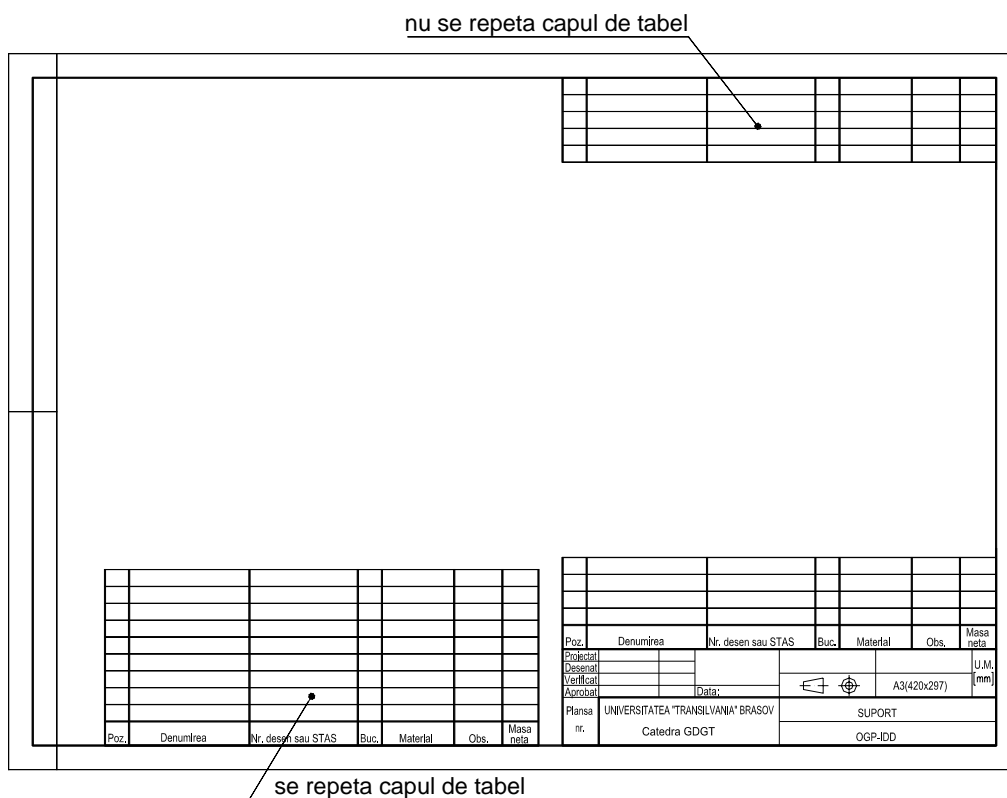 nu se repeta capul de tabel
Poz. Denumirea Nr. desen sau STAS Buc. Material Obs. Masa neta
Proiectat
Desenat
Verificat
Aprobat
Data:
A3(420x297)
U.M.
[mm]
Plansa nr.
UNIVERSITATEA "TRANSILVANIA" BRASOV
Catedra GDGT
SUPORT
OGP-IDD
Poz. Denumirea Nr. desen sau STAS Buc. Material Obs. Masa neta
se repeta capul de tabel